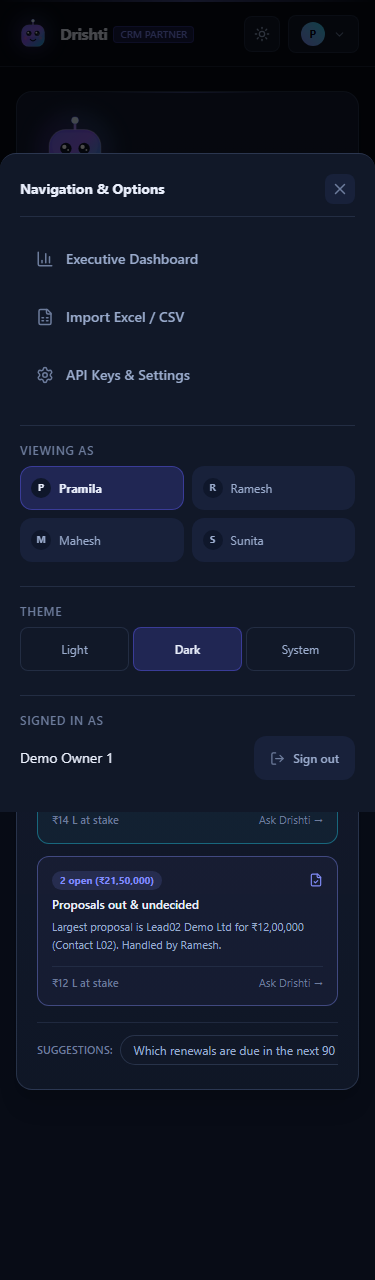 Drishti CRM PARTNER P
Navigation & Options
Executive Dashboard
Import Excel / CSV
API Keys & Settings
VIEWING AS
P Pramila R Ramesh
M Mahesh S Sunita
THEME
Light Dark System
SIGNED IN AS
Demo Owner 1 Sign out
₹14 L at stake Ask Drishti →
2 open (₹21,50,000)
Proposals out & undecided
Largest proposal is Lead02 Demo Ltd for ₹12,00,000
(Contact L02). Handled by Ramesh.
₹12 L at stake Ask Drishti →
SUGGESTIONS: Which renewals are due in the next 90